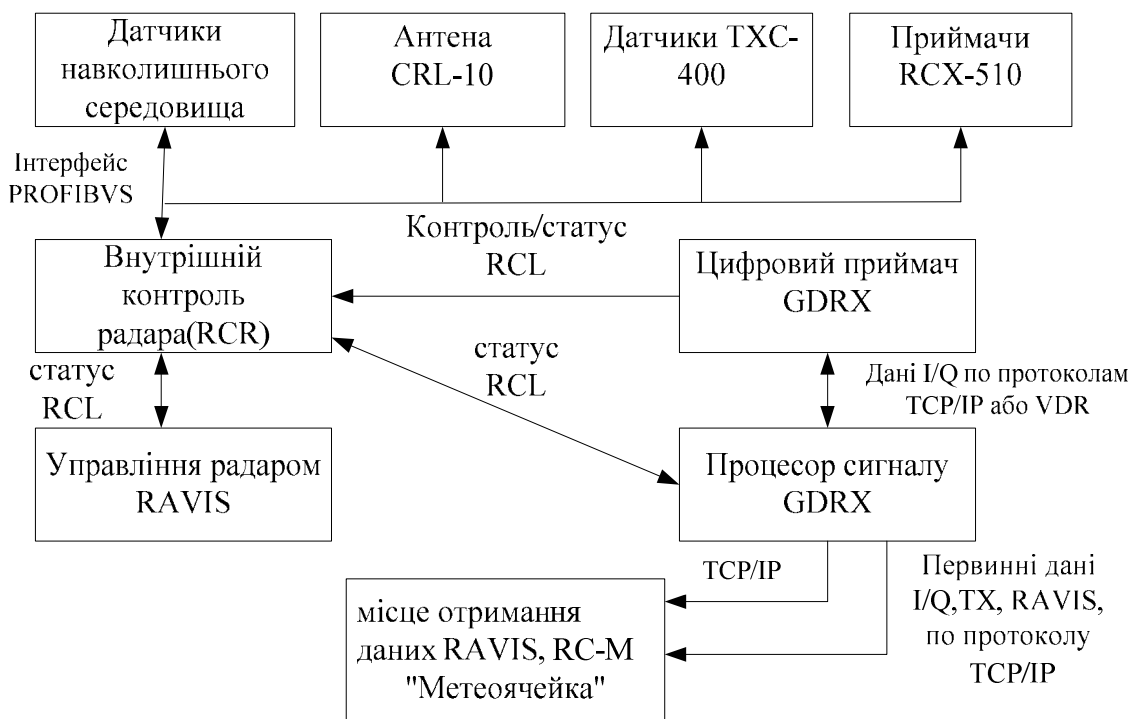 Датчики
навколишнього
середовища
Антена
CRL-10
Датчики TXC-
400
Приймачи
RCX-510
Інтерфейс
PROFIBVS
Контроль/статус
RCL
Внутрішній
контроль
радара(RCR)
Цифровий приймач
GDRX
статус
RCL
статус
RCL
Дані I/Q по протоколам
TCP/IP або VDR
Управління радаром
RAVIS
Процесор сигналу
GDRX
TCP/IP
Первинні дані
I/Q,TX, RAVIS,
по протоколу
TCP/IP
місце отримання
даних RAVIS, RC-M
"Метеоячейка"